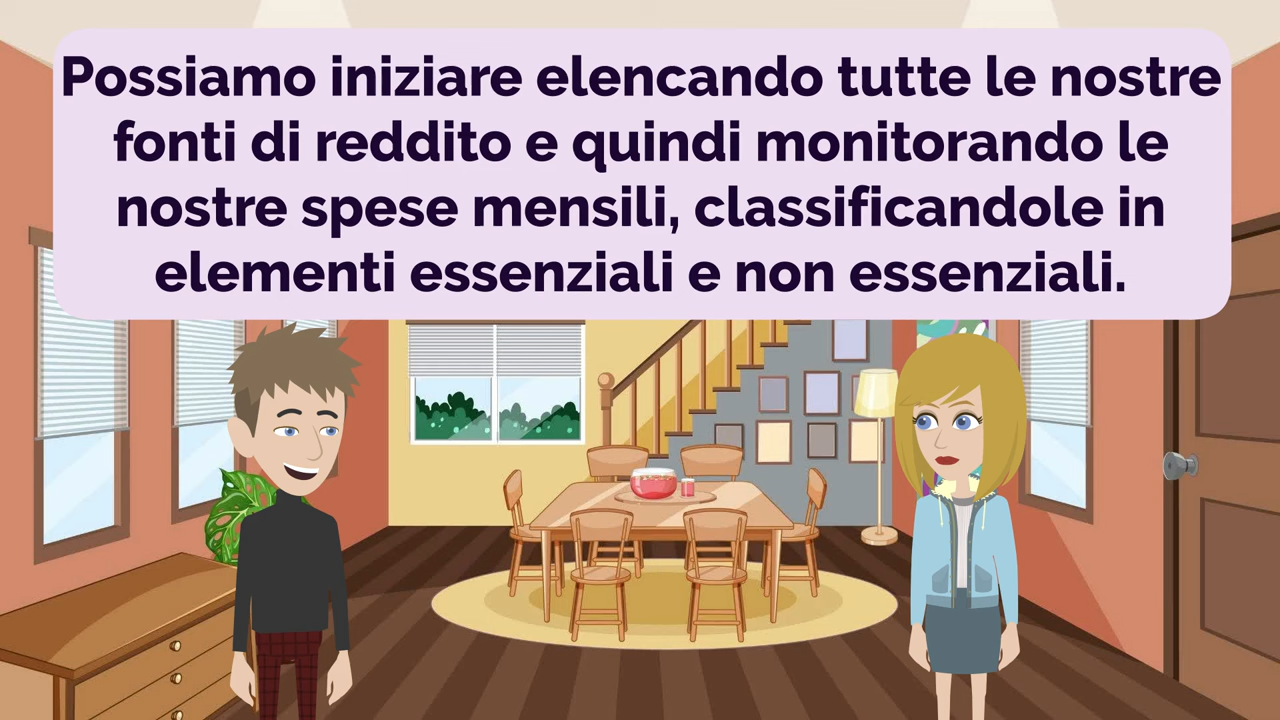 Possiamo iniziare elencando tutte le nostre
fonti di reddito e quindi monitorando le
nostre spese mensili, classificandole in
elementi essenziali e non essenziali.